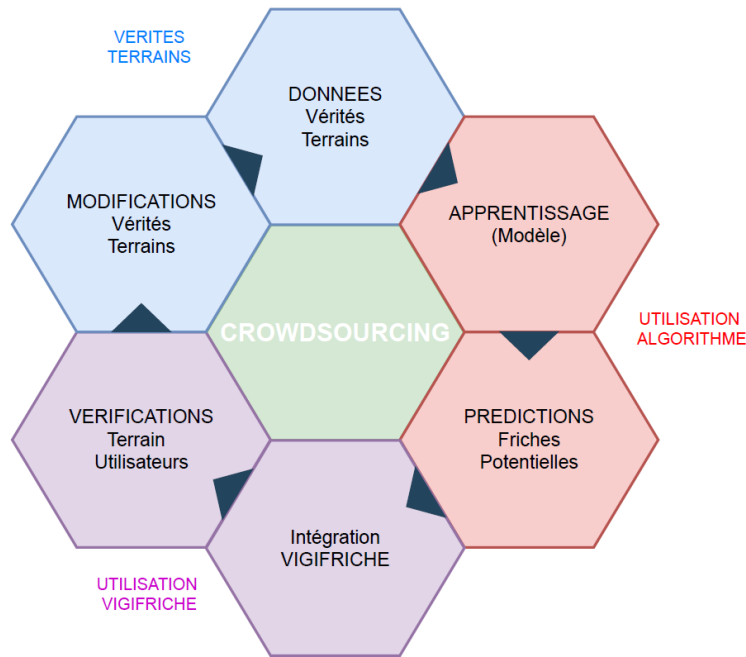 VERITES
TERRAINS
DONNEES
Vérités
Terrains
MODIFICATIONS
Vérités
Terrains
APPRENTISSAGE
(Modèle)
CROWDSOURCING
UTILISATION
ALGORITHME
VERIFICATIONS
Terrain
Utilisateurs
PREDICTIONS
Friches
Potentielles
Intégration
VIGIFRICHE
UTILISATION
VIGIFRICHE